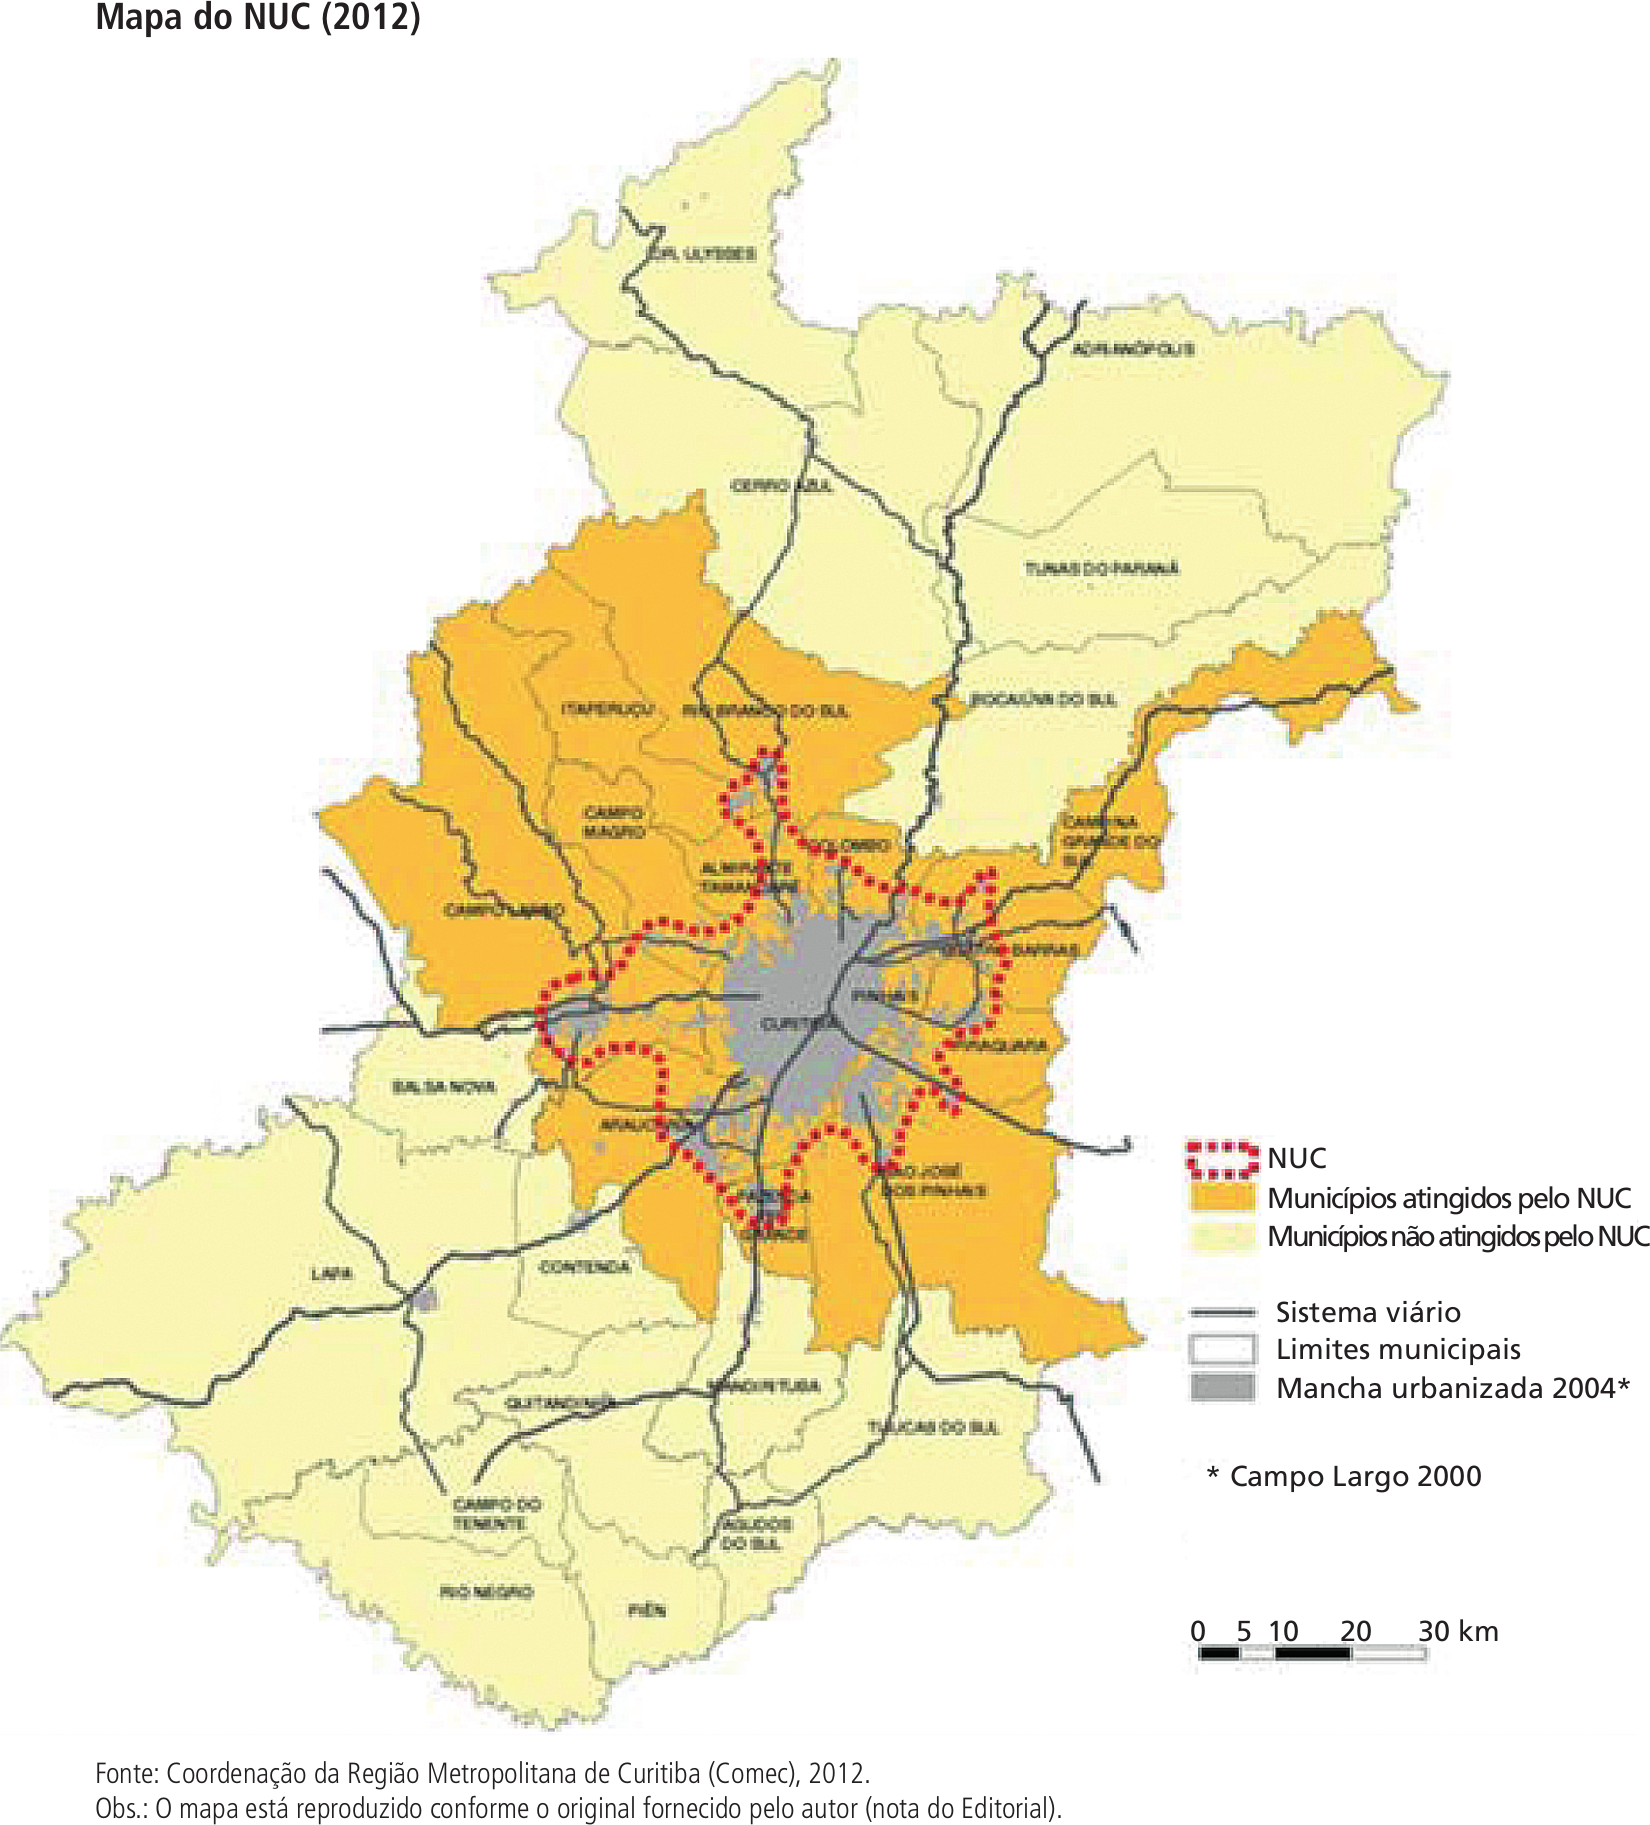 Mapa do NUC (2012)
DR. ULYSSES
ADRIANÓPOLIS
CERRO AZUL
TUNAS DO PARANÁ
BOCAIÚVA DO SUL
ITAPERUÇU
RIO BRANCO DO SUL
CAMPO
MAGRO
CAMPINA
GRANDE DO
SUL
COLOMBO
ALMIRANTE
TAMANDARÉ
CAMPO LARGO
QUATRO BARRAS
PINHAIS
CURITIBA
PIRAQUARA
BALSA NOVA
ARAUCÁRIA
SÃO JOSÉ
DOS PINHAIS
FAZENDA
RIO
GRANDE
CONTENDA
LAPA
MANDIRITUBA
QUITANDINHA
TIJUCAS DO SUL
CAMPO DO
TENENTE
AGUDOS
DO SUL
RIO NEGRO
PIÊN
NUC
Municípios atingidos pelo NUC
Municípios não atingidos pelo NUC
Sistema viário
Limites municipais
Mancha urbanizada 2004*
* Campo Largo 2000
0 5 10 20 30 km
Fonte: Coordenação da Região Metropolitana de Curitiba (Comec), 2012.
Obs.: O mapa está reproduzido conforme o original fornecido pelo autor (nota do Editorial).